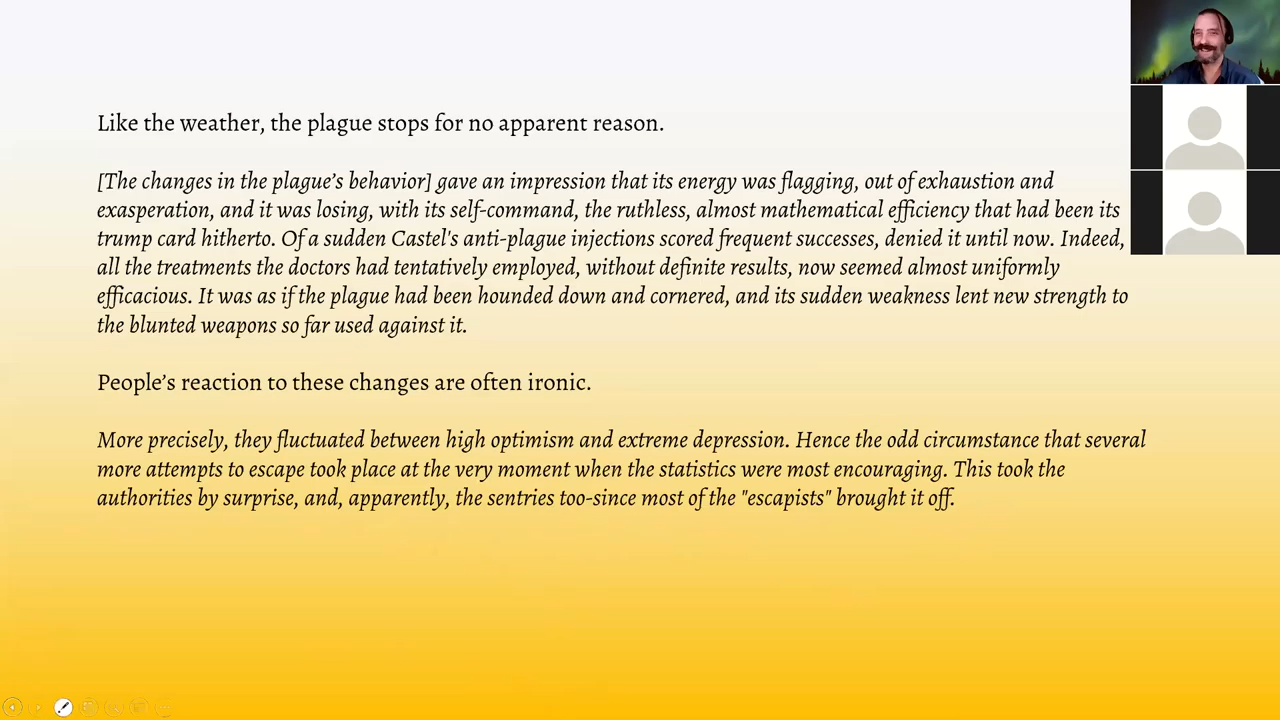 Like the weather, the plague stops for no apparent reason.
[The changes in the plague’s behavior] gave an impression that its energy was flagging, out of exhaustion and
exasperation, and it was losing, with its self-command, the ruthless, almost mathematical efficiency that had been its
trump card hitherto. Of a sudden Castel's anti-plague injections scored frequent successes, denied it until now. Indeed,
all the treatments the doctors had tentatively employed, without definite results, now seemed almost uniformly
efficacious. It was as if the plague had been hounded down and cornered, and its sudden weakness lent new strength to
the blunted weapons so far used against it.
People’s reaction to these changes are often ironic.
More precisely, they fluctuated between high optimism and extreme depression. Hence the odd circumstance that several
more attempts to escape took place at the very moment when the statistics were most encouraging. This took the
authorities by surprise, and, apparently, the sentries too-since most of the "escapists" brought it off.